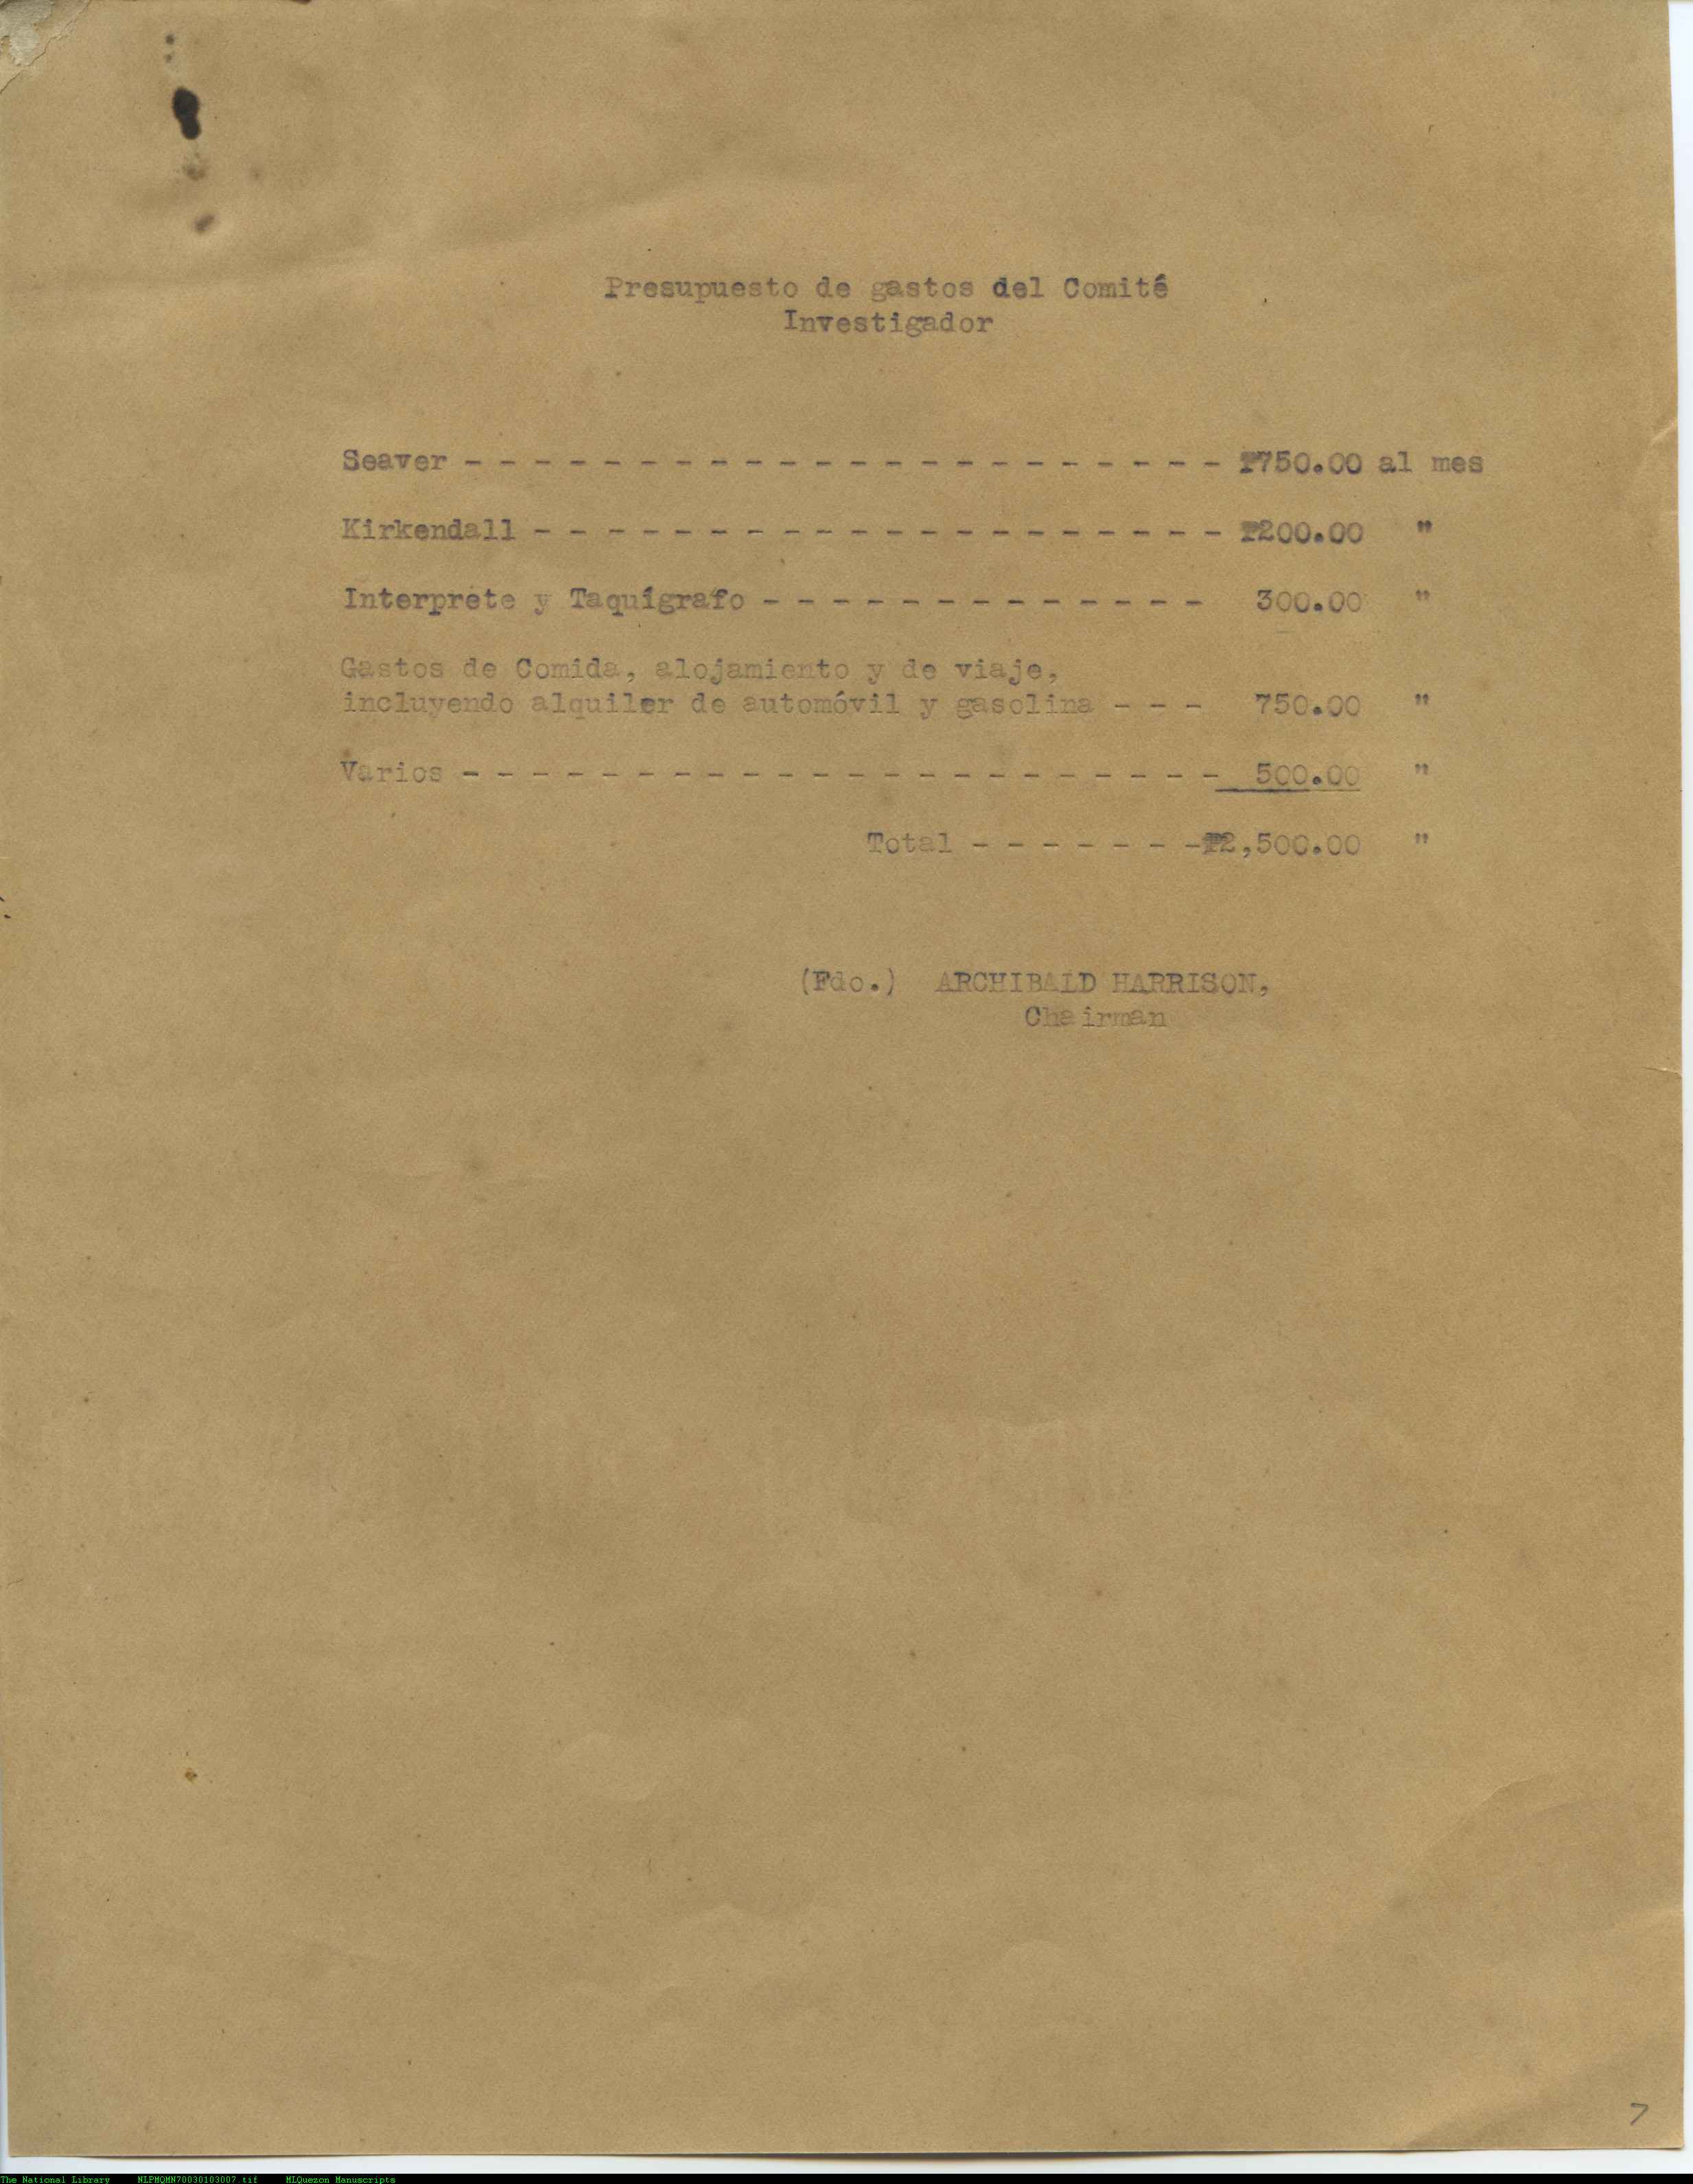 Presupuesto de gastos del Comité
Investigador
Seaver - - - - - - - - - - - - - - - - - - - - - - ₱750.00 al mes
Kirkendall - - - - - - - - - - - - - - - - - - - - ₱200.00 "
Interprete y Taquígrafo - - - - - - - - - - - - - 300.00 "
Gastos de Comida, alojamiento y de viaje,
incluyendo alquiler de automóvil y gasolina - - - 750.00 "
Varios - - - - - - - - - - - - - - - - - - - - - - 500.00 "
Total - - - - - - -₱2,500.00 "
(Fdo.) ARCHIBALD HARRISON,
Chairman
7
The National Library NLPMQMN70030103007.tif MLQuezon Manuscripts